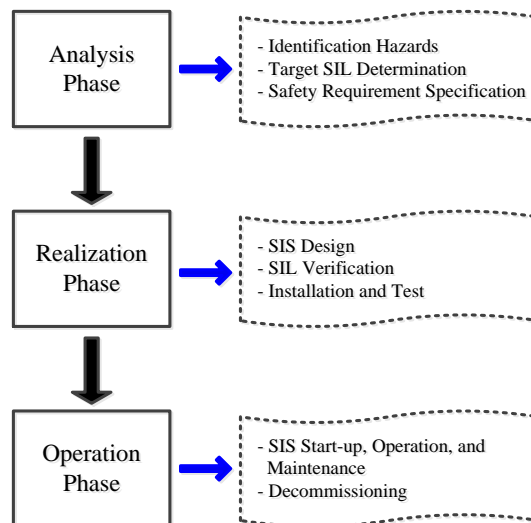 Analysis
Phase
- Identification Hazards
- Target SIL Determination
- Safety Requirement Specification
Realization
Phase
- SIS Design
- SIL Verification
- Installation and Test
Operation
Phase
- SIS Start-up, Operation, and
Maintenance
- Decommissioning